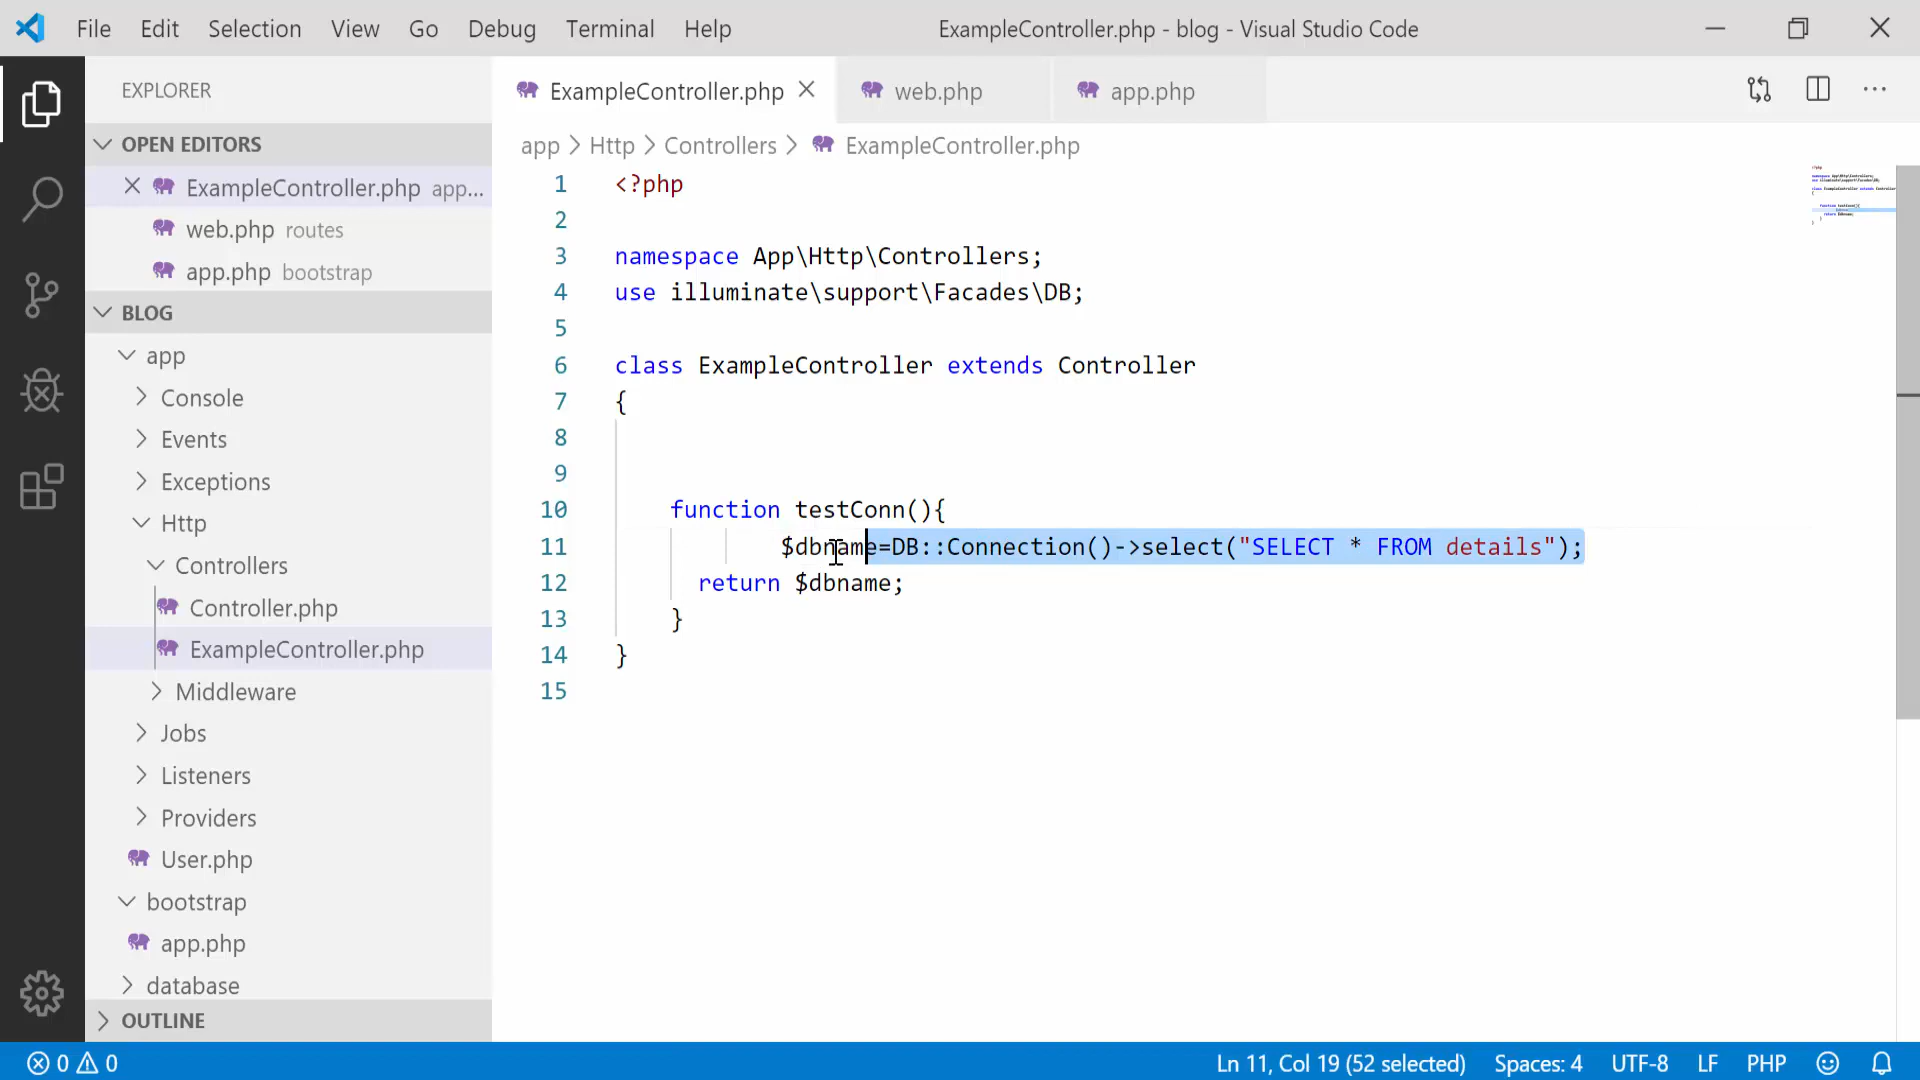 File Edit Selection View Go Debug Terminal Help ExampleController.php - blog - Visual Studio Code
EXPLORER
OPEN EDITORS
ExampleController.php app...
web.php routes
app.php bootstrap
BLOG
app
Console
Events
Exceptions
Http
Controllers
Controller.php
ExampleController.php
Middleware
Jobs
Listeners
Providers
User.php
bootstrap
app.php
database
OUTLINE
ExampleController.php web.php app.php
app > Http > Controllers > ExampleController.php
1 <?php
2
3 namespace App\Http\Controllers;
4 use illuminate\support\Facades\DB;
5
6 class ExampleController extends Controller
7 {
8
9
10 function testConn(){
11 $dbname=DB::Connection()->select("SELECT * FROM details");
12 return $dbname;
13 }
14 }
15
0 0 Ln 11, Col 19 (52 selected) Spaces: 4 UTF-8 LF PHP